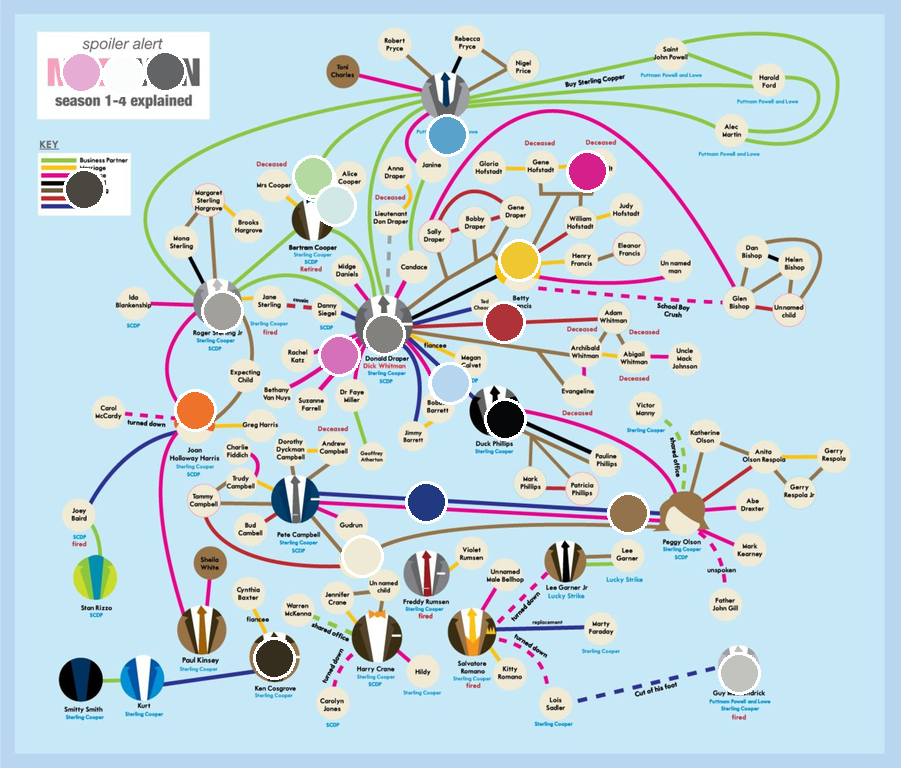 spoiler alert
season 1-4 explained
KEY
Business Partner
Robert
Pryce
Rebecca
Pryce
Nigel
Price
Toni
Charles
Saint
John Powell
Puttnam Powell and Lowe
Harold
Ford
Puttnam Powell and Lowe
Alec
Martin
Puttnam Powell and Lowe
Buy Sterling Copper
Deceased
Mrs Cooper
Alice
Cooper
Bertram Cooper
Sterling Cooper
SCDP
Retired
Anna
Draper
Deceased
Lieutenant
Don Draper
Janine
Gloria
Hofstadt
Deceased
Gene
Hofstadt
Deceased
Margaret
Sterling
Hargrove
Brooks
Hargrove
Mona
Sterling
Sally
Draper
Bobby
Draper
Gene
Draper
William
Hofstadt
Judy
Hofstadt
Henry
Francis
Eleanor
Francis
Un named
man
Dan
Bishop
Helen
Bishop
Glen
Bishop
Unnamed
child
School Boy
Crush
Betty
Midge
Daniels
Candace
Ida
Blankenship
SCDP
Sterling Cooper
SCDP
Jane
Sterling
Sterling Cooper
fired
cousin
Danny
Siegel
SCDP
Donald Draper
Dick Whitman
Sterling Cooper
SCDP
Ted
fiancee
Megan
Adam
Whitman
Deceased
Deceased
Archibald
Whitman
Abigail
Whitman
Deceased
Uncle
Mack
Johnson
Evangeline
Deceased
Rachel
Katz
Bethany
Van Nuys
Suzanne
Farrell
Dr Faye
Miller
Geoffrey
Atherton
Barrett
Jimmy
Barrett
Expecting
Child
Carol
McCardy
turned down
Joan
Holloway Harris
Sterling Cooper
SCDP
Greg Harris
Duck Phillips
Sterling Cooper
Pauline
Phillips
Mark
Phillips
Patricia
Phillips
Victor
Manny
Sterling Cooper
shared office
Katherine
Olson
Anita
Olson Respola
Gerry
Respola
Gerry
Respola Jr
Abe
Drexter
Mark
Kearney
Peggy Olson
Sterling Cooper
SCDP
unspoken
Father
John Gill
Charlie
Fiddich
Dorothy
Dyckman
Campbell
Deceased
Andrew
Campbell
Trudy
Campbell
Tammy
Campbell
Bud
Campbell
Pete Campbell
Sterling Cooper
SCDP
Gudrun
Joey
Baird
SCDP
fired
Stan Rizzo
SCDP
Sheila
White
Paul Kinsey
Sterling Cooper
Cynthia
Baxter
fiancee
Ken Cosgrove
Sterling Cooper
SCDP
Smitty Smith
Sterling Cooper
Kurt
Sterling Cooper
Warren
McKenna
shared office
Jennifer
Crane
Un named
child
Harry Crane
Sterling Cooper
SCDP
turned down
Carolyn
Jones
SCDP
Hildy
Sterling Cooper
Freddy Rumsen
Sterling Cooper
fired
Violet
Rumsen
Unnamed
Male Bellhop
Lee Garner Jr
Lucky Strike
Lee
Garner
Lucky Strike
turned down
Salvatore
Romano
Sterling Cooper
fired
replacement
Marty
Faraday
Sterling Cooper
Kitty
Romano
turned down
Lois
Sadler
Sterling Cooper
Cut of his foot
Puttnam Powell and Lowe
Sterling Cooper
fired